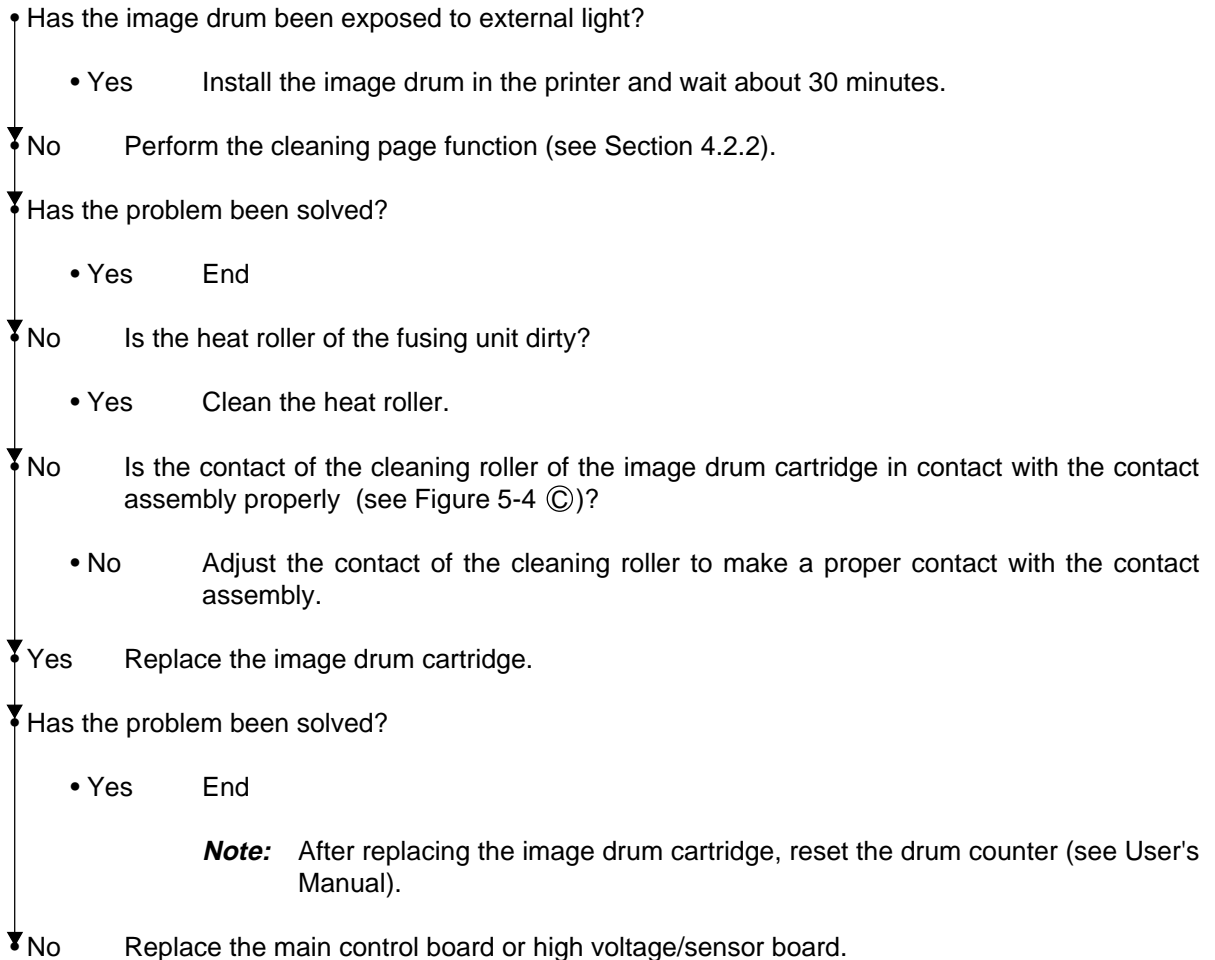 • Has the image drum been exposed to external light?
• Yes Install the image drum in the printer and wait about 30 minutes.
• No Perform the cleaning page function (see Section 4.2.2).
• Has the problem been solved?
• Yes End
• No Is the heat roller of the fusing unit dirty?
• Yes Clean the heat roller.
• No Is the contact of the cleaning roller of the image drum cartridge in contact with the contact
assembly properly (see Figure 5-4 Ⓒ)?
• No Adjust the contact of the cleaning roller to make a proper contact with the contact
assembly.
• Yes Replace the image drum cartridge.
• Has the problem been solved?
• Yes End
Note: After replacing the image drum cartridge, reset the drum counter (see User's
Manual).
• No Replace the main control board or high voltage/sensor board.